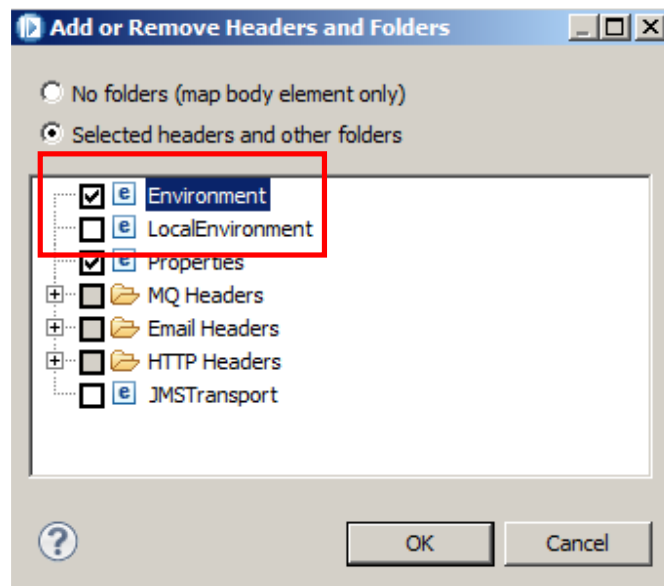 Add or Remove Headers and Folders
No folders (map body element only)
Selected headers and other folders
e Environment
e LocalEnvironment
e Properties
MQ Headers
Email Headers
HTTP Headers
e JMSTransport
? OK Cancel